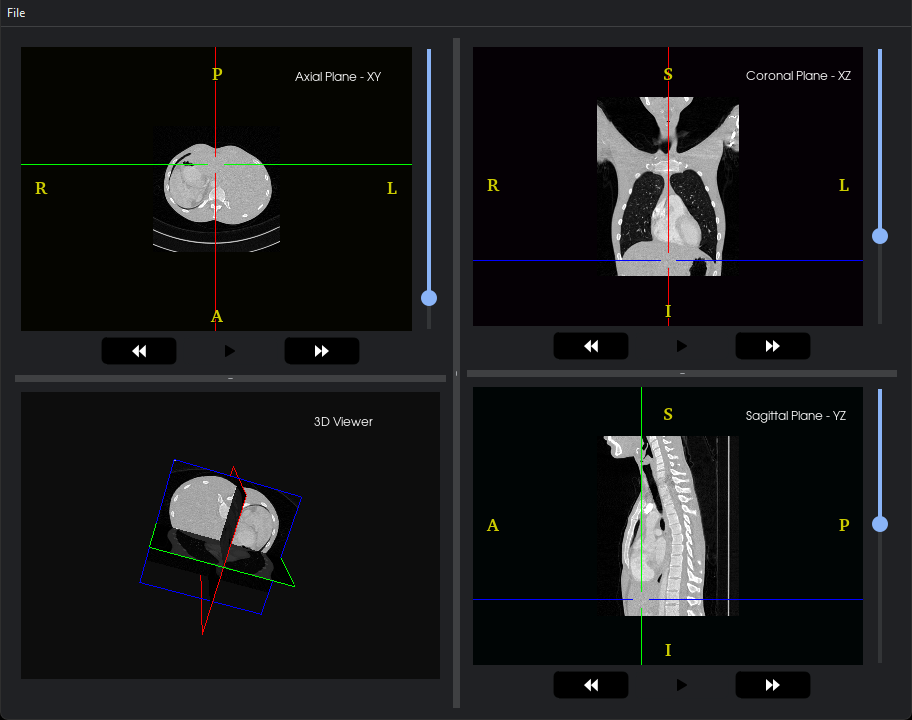 File
P
Axial Plane - XY
R
L
A
3D Viewer
S
Coronal Plane - XZ
R
L
I
S
Sagittal Plane - YZ
A
P
I